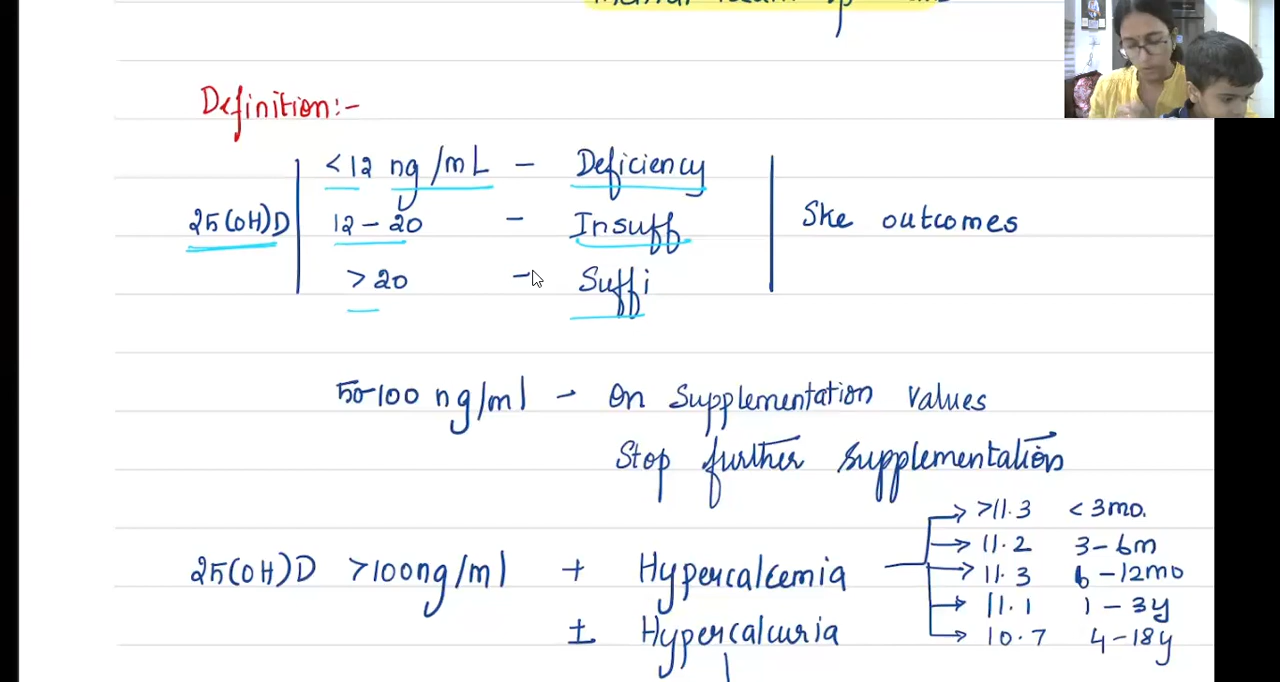 Definition:-
<12 ng/mL - Deficiency
25(OH)D 12-20 - Insuff Ske outcomes
>20 - Suffi
50-100 ng/ml - On Supplementation values
Stop further supplementation
>11.3 <3mo.
11.2 3-6m
25(OH)D >100ng/ml + Hypercalcemia 11.3 6-12mo
11.1 1-3y
± Hypercalcuria 10.7 4-18y